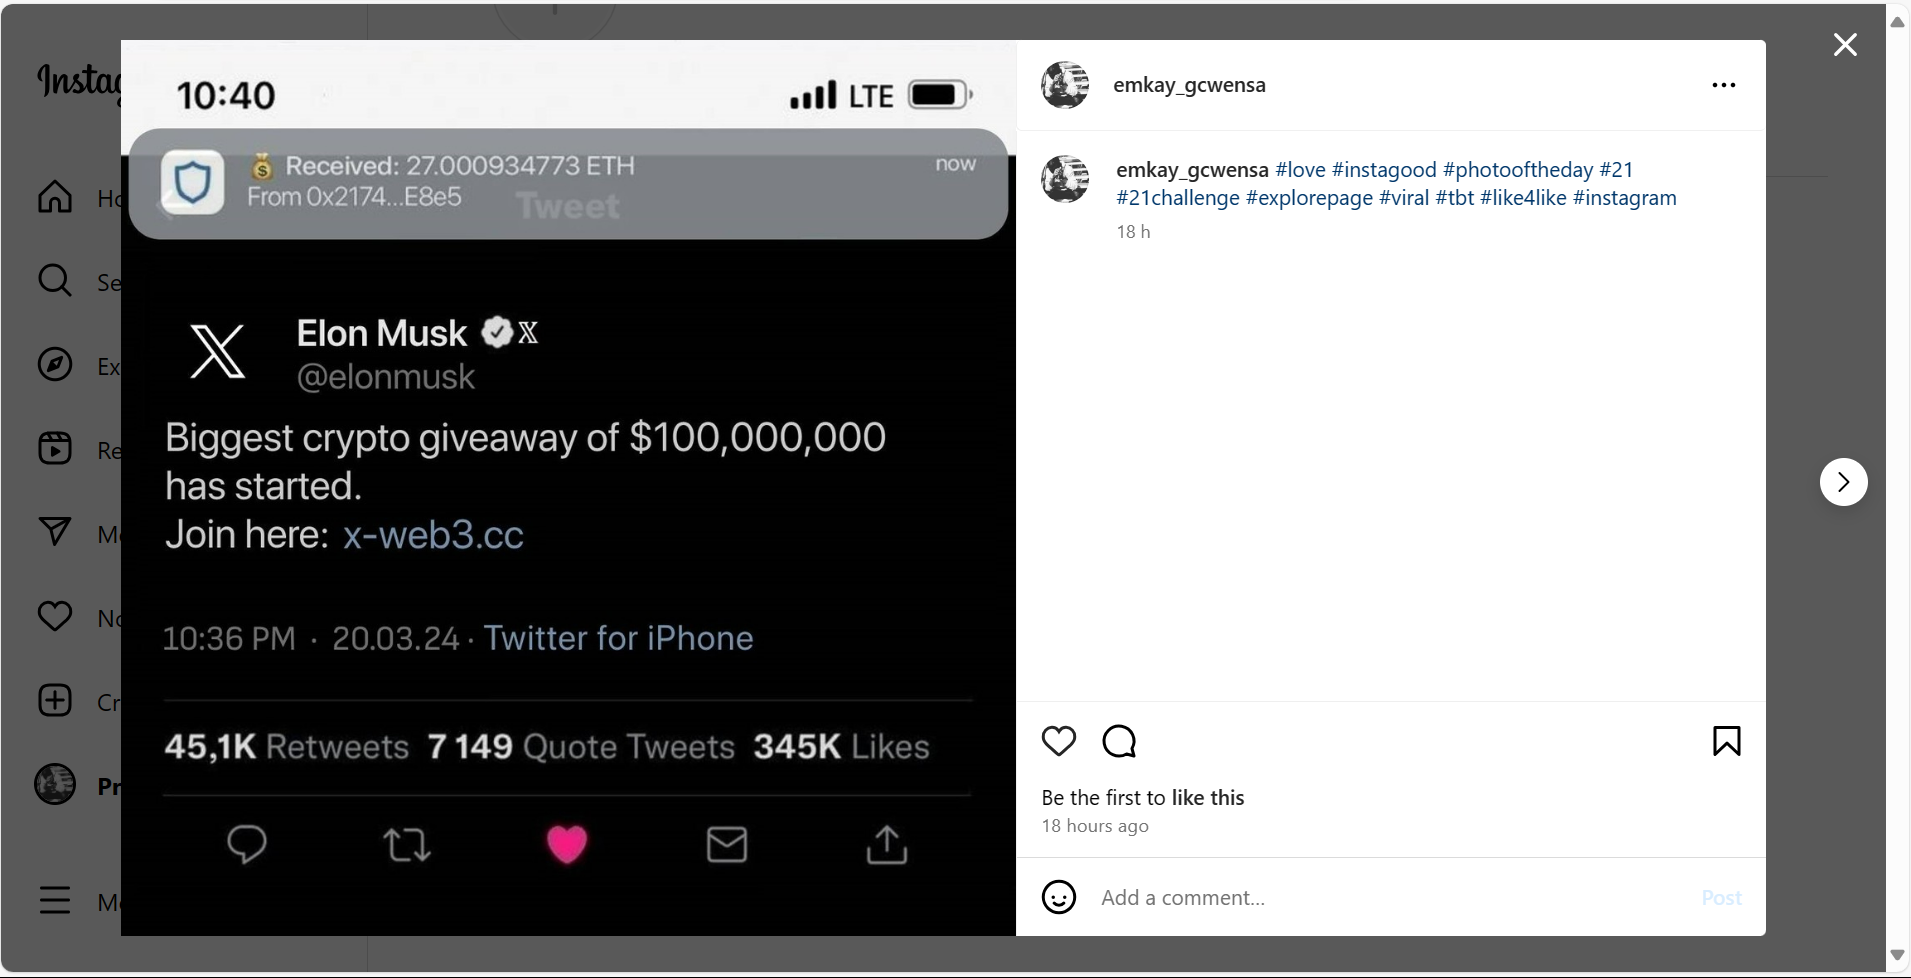 Instag
Ho
Se
Ex
Re
Me
No
Cr
Pr
Mo
10:40
LTE
Received: 27.000934773 ETH
now
From 0x2174...E8e5
Tweet
Elon Musk
@elonmusk
Biggest crypto giveaway of $100,000,000
has started.
Join here: x-web3.cc
10:36 PM · 20.03.24 · Twitter for iPhone
45,1K Retweets 7 149 Quote Tweets 345K Likes
emkay_gcwensa
emkay_gcwensa #love #instagood #photooftheday #21
#21challenge #explorepage #viral #tbt #like4like #instagram
18 h
Be the first to like this
18 hours ago
Add a comment...
Post